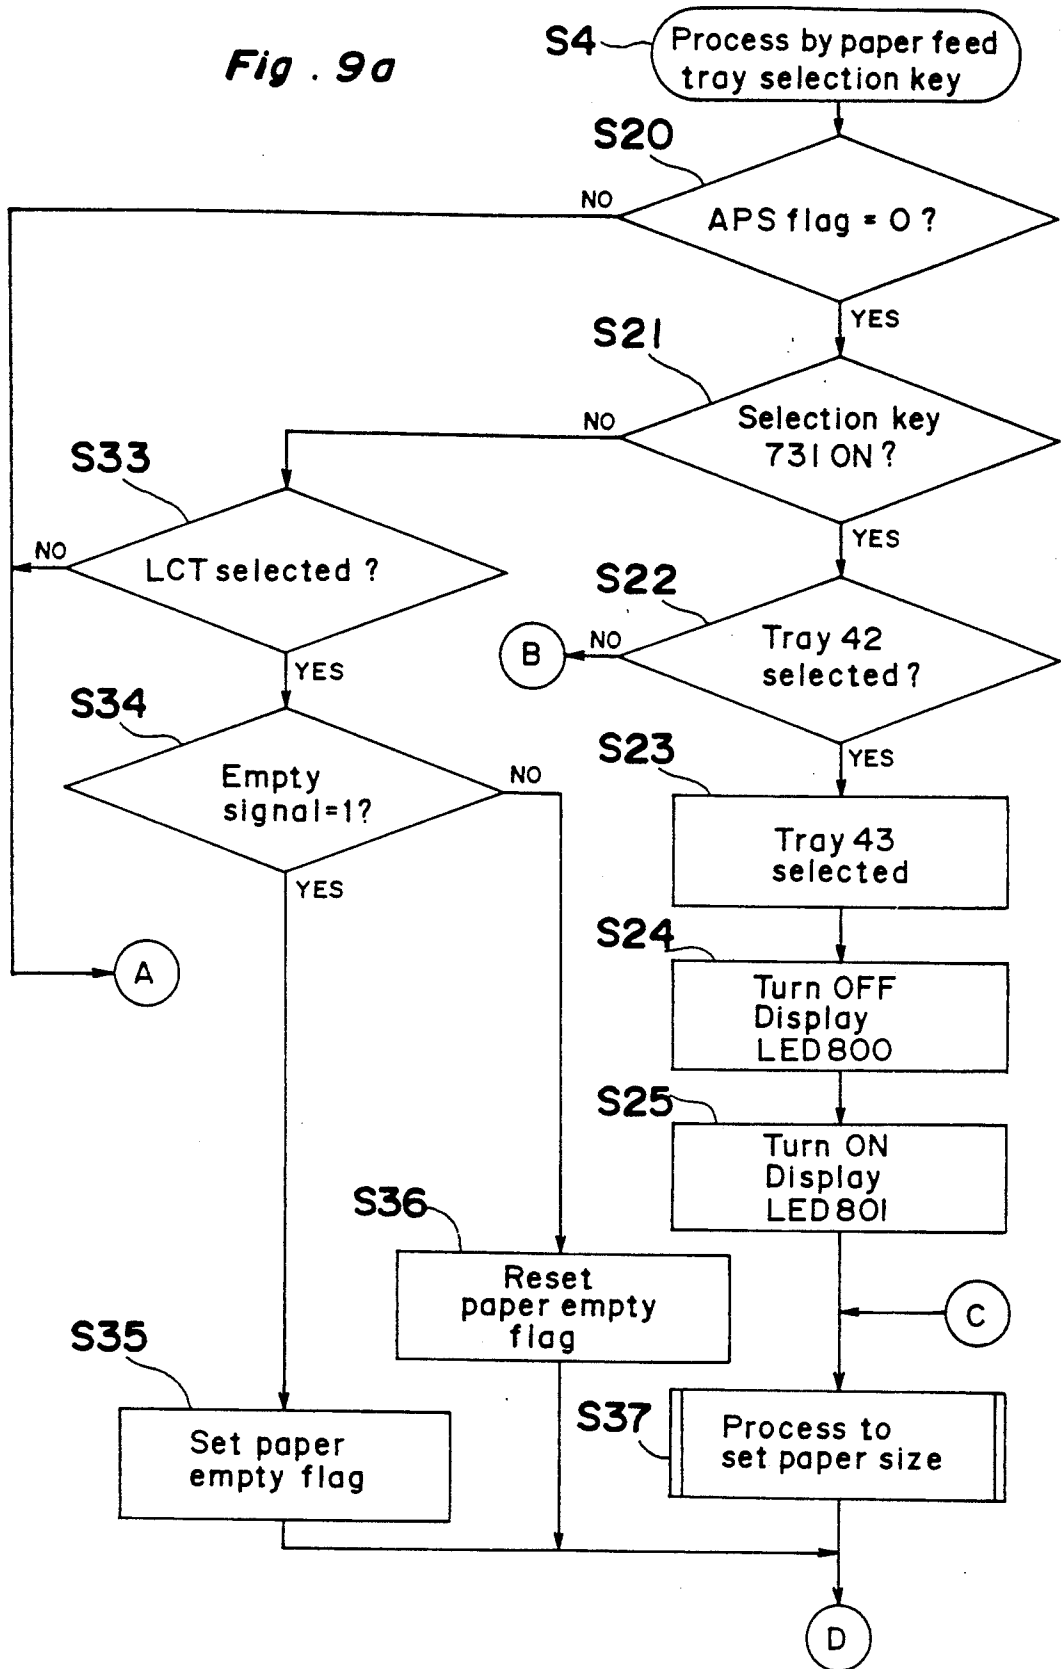 Fig. 9a
S4
Process by paper feed
tray selection key
S20
NO
APS flag = 0 ?
YES
S21
NO
Selection key
731 ON ?
YES
S33
NO
LCT selected ?
YES
S22
B
NO
Tray 42
selected ?
YES
S34
Empty
signal=1?
NO
YES
S23
Tray 43
selected
A
S24
Turn OFF
Display
LED 800
S25
Turn ON
Display
LED 801
S36
Reset
paper empty
flag
C
S35
Set paper
empty flag
S37
Process to
set paper size
D